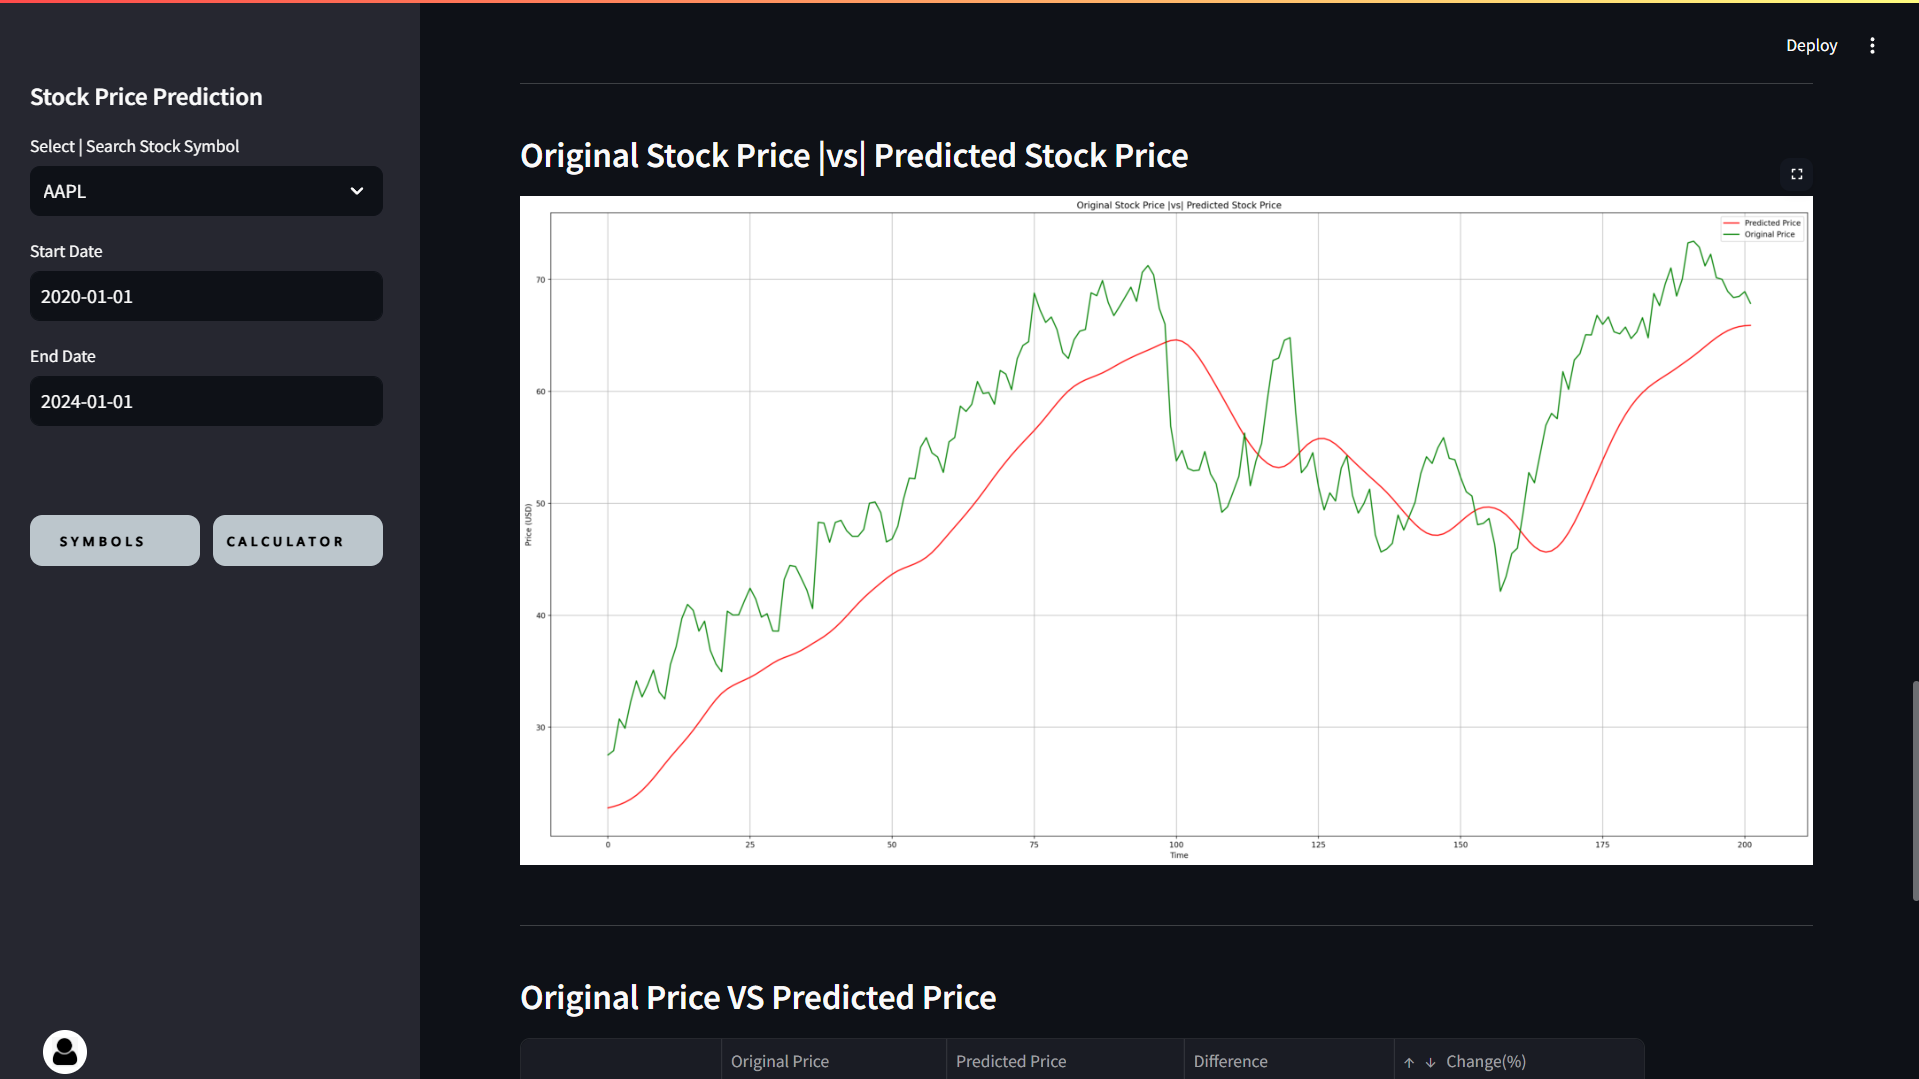 Deploy
Stock Price Prediction
Select | Search Stock Symbol
AAPL
Start Date
2020-01-01
End Date
2024-01-01
SYMBOLS
CALCULATOR
Original Stock Price |vs| Predicted Stock Price
Original Stock Price |vs| Predicted Stock Price
Predicted Price
Original Price
70
60
50
40
30
Price (USD)
0 25 50 75 100 125 150 175 200
Time
Original Price VS Predicted Price
Original Price Predicted Price Difference ↑ ↓ Change(%)